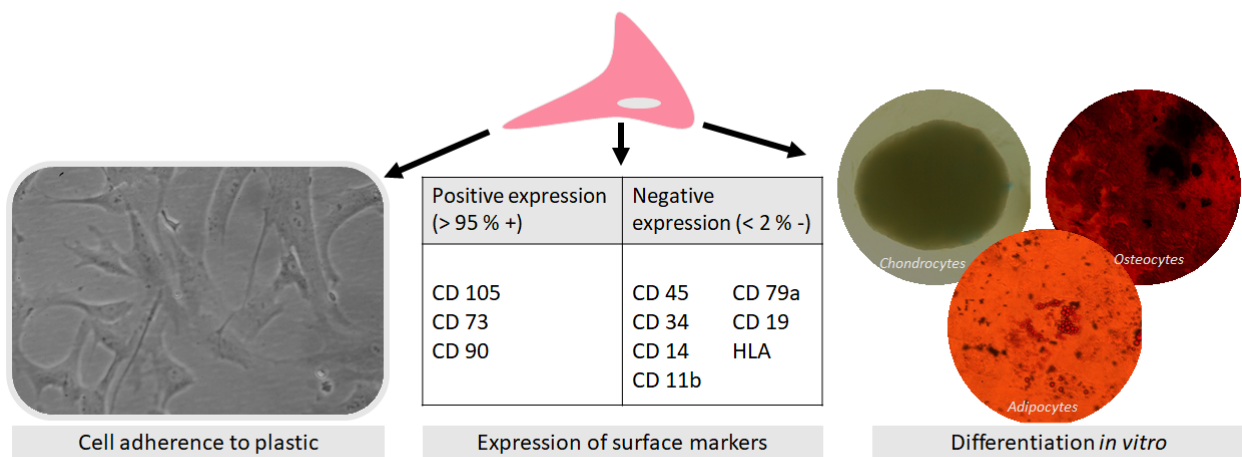 Positive expression
(> 95 % +)
Negative
expression (< 2 % -)
CD 105
CD 73
CD 90
CD 45
CD 34
CD 14
CD 11b
CD 79a
CD 19
HLA
Chondrocytes
Osteocytes
Adipocytes
Cell adherence to plastic
Expression of surface markers
Differentiation in vitro